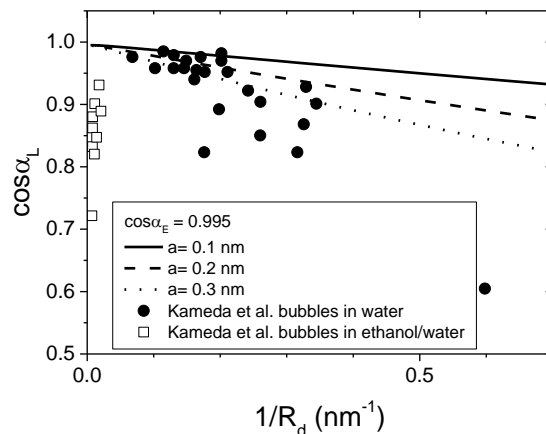 1.0
0.9
0.8
0.7
0.6
0.5
cosα_L
cosα_E = 0.995
a= 0.1 nm
a= 0.2 nm
a= 0.3 nm
Kameda et al. bubbles in water
Kameda et al. bubbles in ethanol/water
0.0
0.5
1/R_d (nm⁻¹)